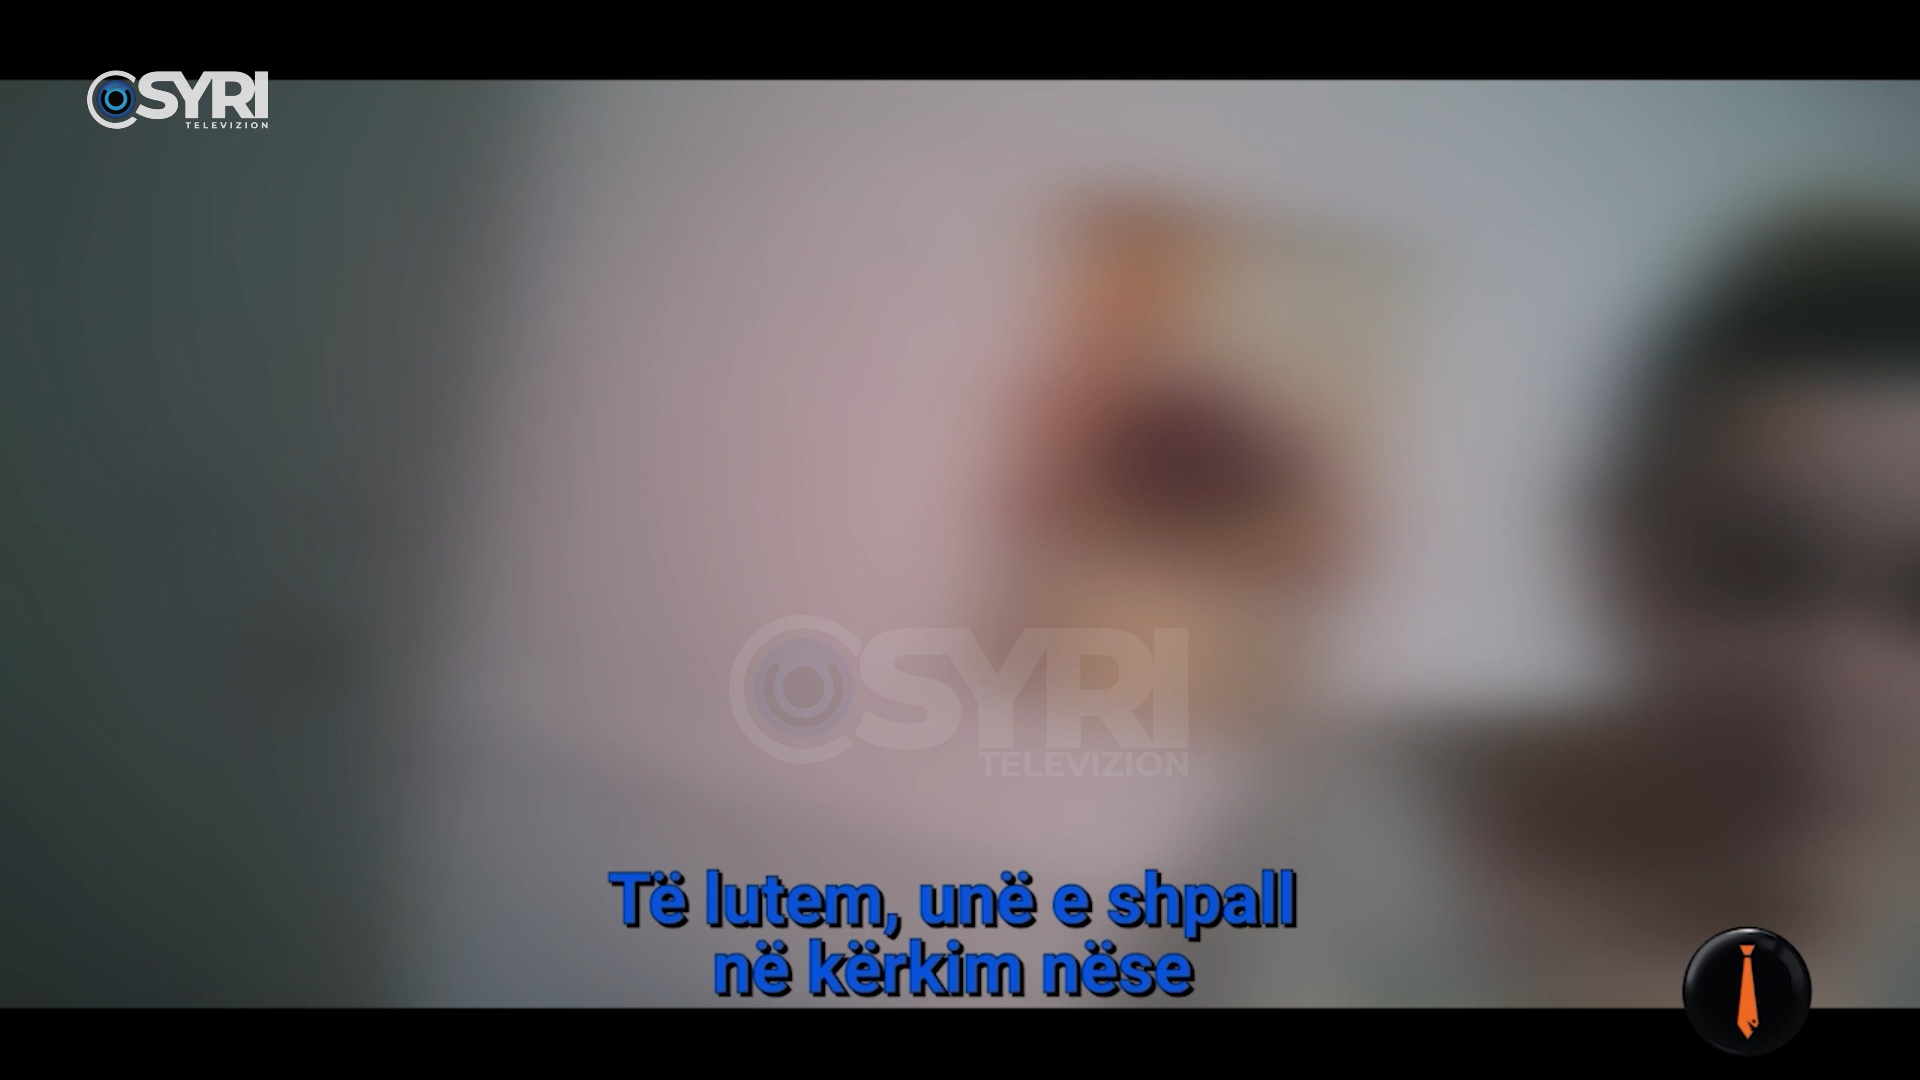 SYRI
TELEVIZION
SYRI
TELEVIZION
Të lutem, unë e shpall
në kërkim nëse